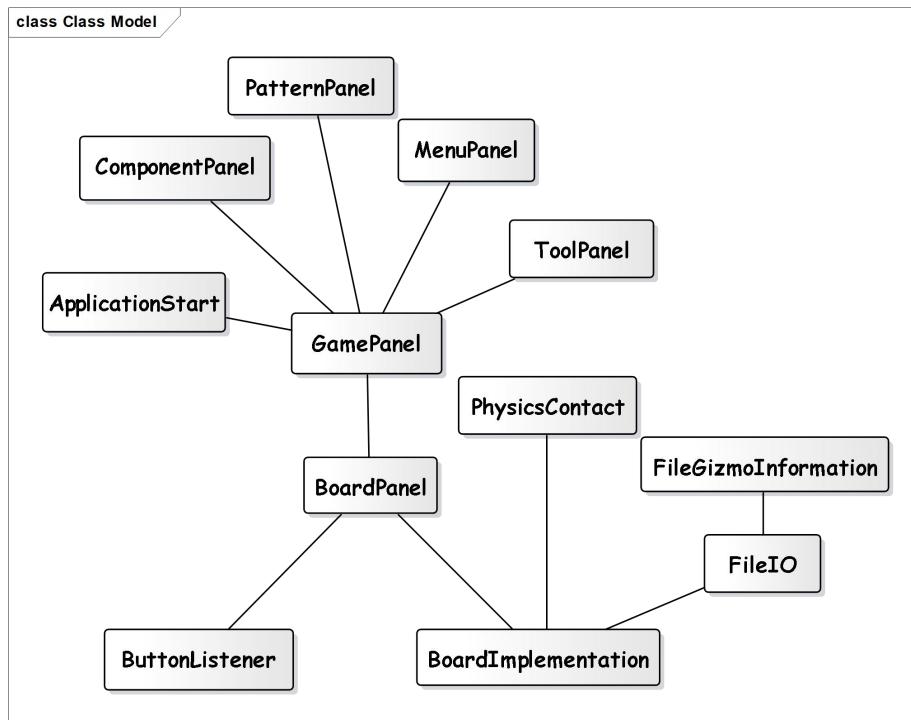 class Class Model
PatternPanel
MenuPanel
ComponentPanel
ToolPanel
ApplicationStart
GamePanel
PhysicsContact
FileGizmoInformation
BoardPanel
FileIO
ButtonListener
BoardImplementation